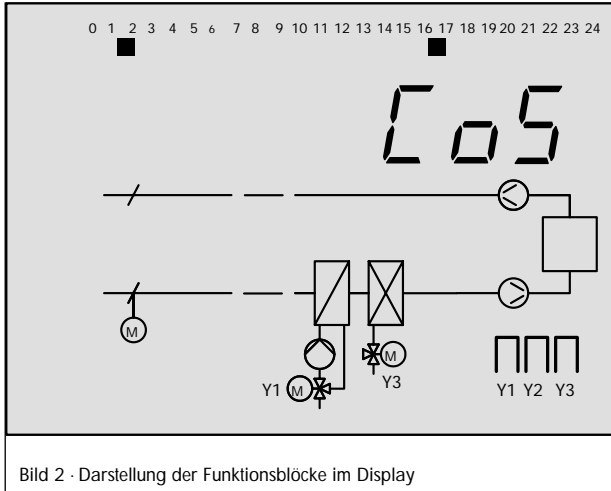 0 1 2 3 4 5 6 7 8 9 10 11 12 13 14 15 16 17 18 19 20 21 22 23 24
CoS
M
M
Y1 M
Y3
Y1 Y2 Y3
Bild 2 · Darstellung der Funktionsblöcke im Display